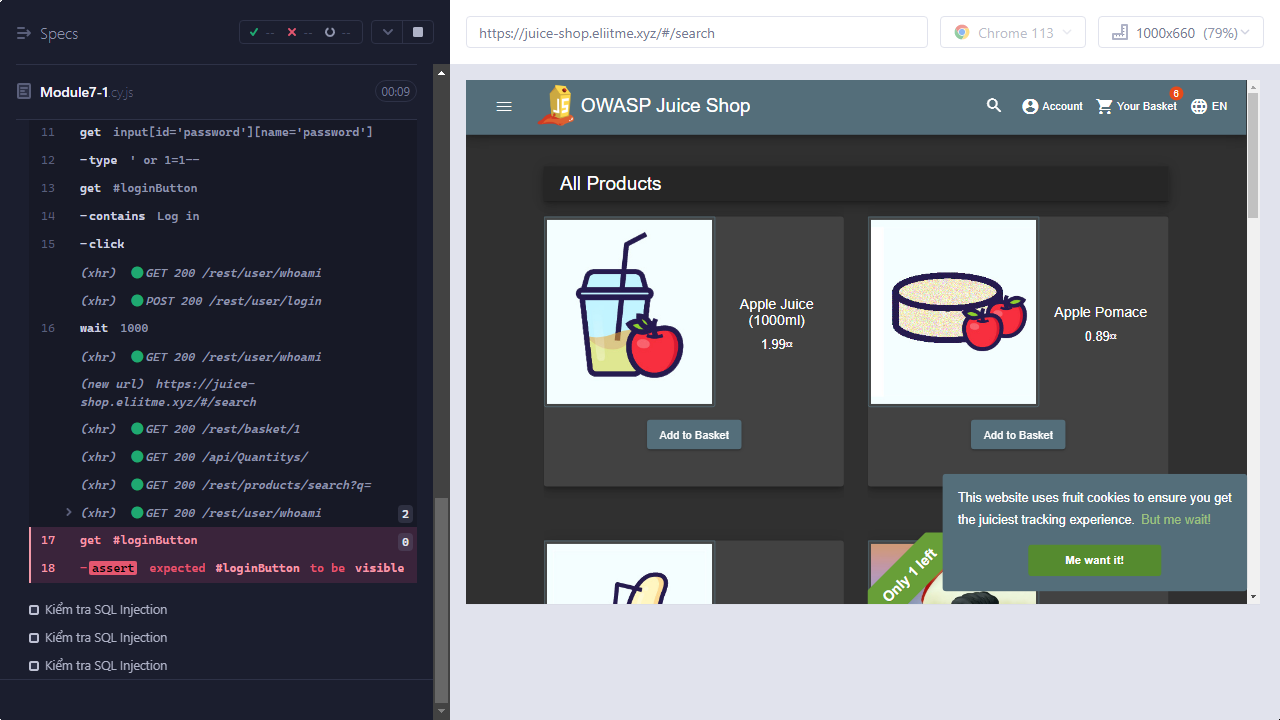 Specs
-- -- --
Module7-1.cy.js
00:09
11 get input[id='password'][name='password']
12 -type ' or 1=1--
13 get #loginButton
14 -contains Log in
15 -click
(xhr) GET 200 /rest/user/whoami
(xhr) POST 200 /rest/user/login
16 wait 1000
(xhr) GET 200 /rest/user/whoami
(new url) https://juice-
shop.eliitme.xyz/#/search
(xhr) GET 200 /rest/basket/1
(xhr) GET 200 /api/Quantitys/
(xhr) GET 200 /rest/products/search?q=
(xhr) GET 200 /rest/user/whoami 2
17 get #loginButton 0
18 -assert expected #loginButton to be visible
Kiểm tra SQL Injection
Kiểm tra SQL Injection
Kiểm tra SQL Injection
https://juice-shop.eliitme.xyz/#/search
Chrome 113
1000x660 (79%)
JS
OWASP Juice Shop
Account
Your Basket
6
EN
All Products
Apple Juice
(1000ml)
1.99¤
Add to Basket
Apple Pomace
0.89¤
Add to Basket
Only 1 left
This website uses fruit cookies to ensure you get
the juiciest tracking experience. But me wait!
Me want it!